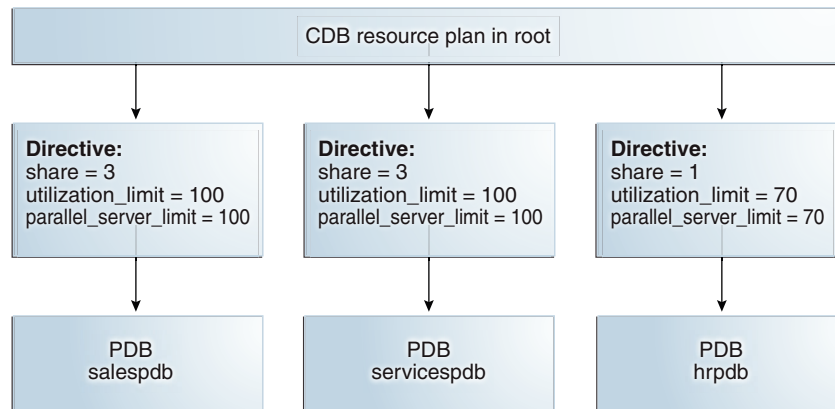 CDB resource plan in root
Directive:
share = 3
utilization_limit = 100
parallel_server_limit = 100
Directive:
share = 3
utilization_limit = 100
parallel_server_limit = 100
Directive:
share = 1
utilization_limit = 70
parallel_server_limit = 70
PDB
salespdb
PDB
servicespdb
PDB
hrpdb